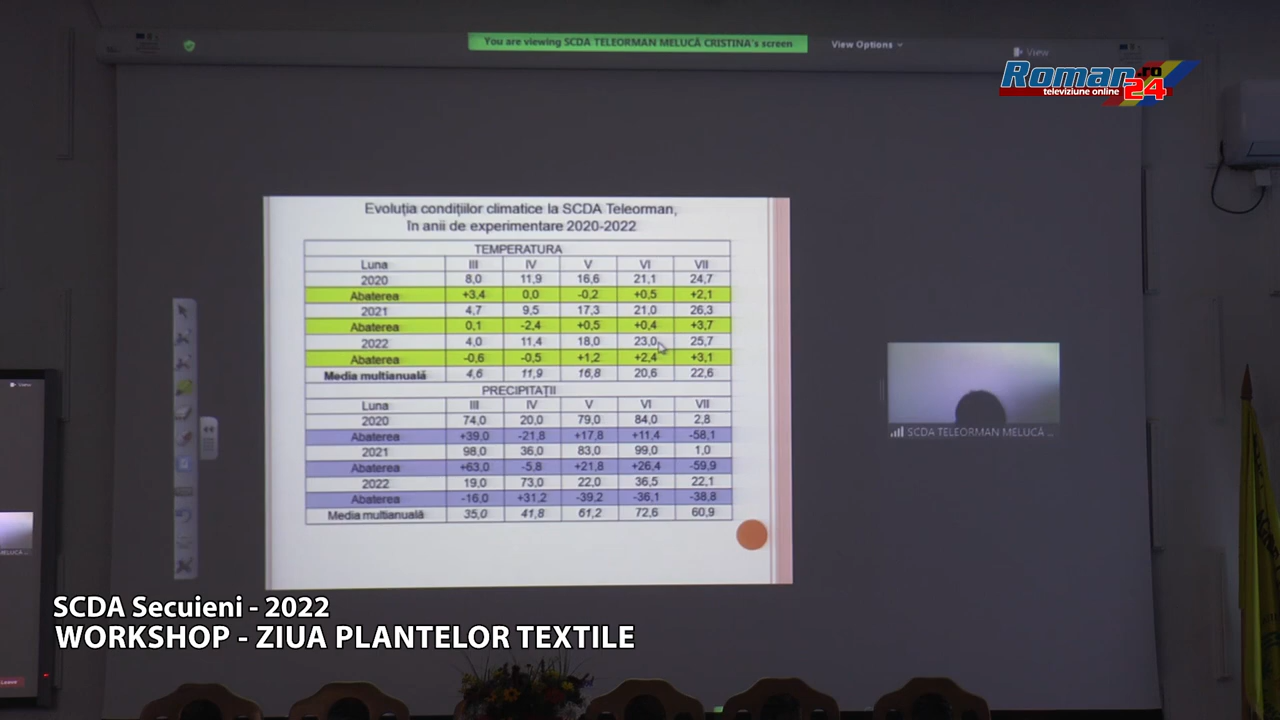 You are viewing SCDA TELEORMAN MELUCĂ CRISTINA's screen
View Options
View
Roman.ro
televiziune online 24
Evoluția condițiilor climatice la SCDA Teleorman,
în anii de experimentare 2020-2022
TEMPERATURA
Luna III IV V VI VII
2020 8,0 11,9 16,6 21,1 24,7
Abaterea +3,4 0,0 -0,2 +0,5 +2,1
2021 4,7 9,5 17,3 21,0 26,3
Abaterea 0,1 -2,4 +0,5 +0,4 +3,7
2022 4,0 11,4 18,0 23,0 25,7
Abaterea -0,6 -0,5 +1,2 +2,4 +3,1
Media multianuală 4,6 11,9 16,8 20,6 22,6
PRECIPITAȚII
Luna III IV V VI VII
2020 74,0 20,0 79,0 84,0 2,8
Abaterea +39,0 -21,8 +17,8 +11,4 -58,1
2021 98,0 36,0 83,0 99,0 1,0
Abaterea +63,0 -5,8 +21,8 +26,4 -59,9
2022 19,0 73,0 22,0 36,5 22,1
Abaterea -16,0 +31,2 -39,2 -36,1 -38,8
Media multianuală 35,0 41,8 61,2 72,6 60,9
SCDA TELEORMAN MELUCĂ ...
SCDA Secuieni - 2022
WORKSHOP - ZIUA PLANTELOR TEXTILE